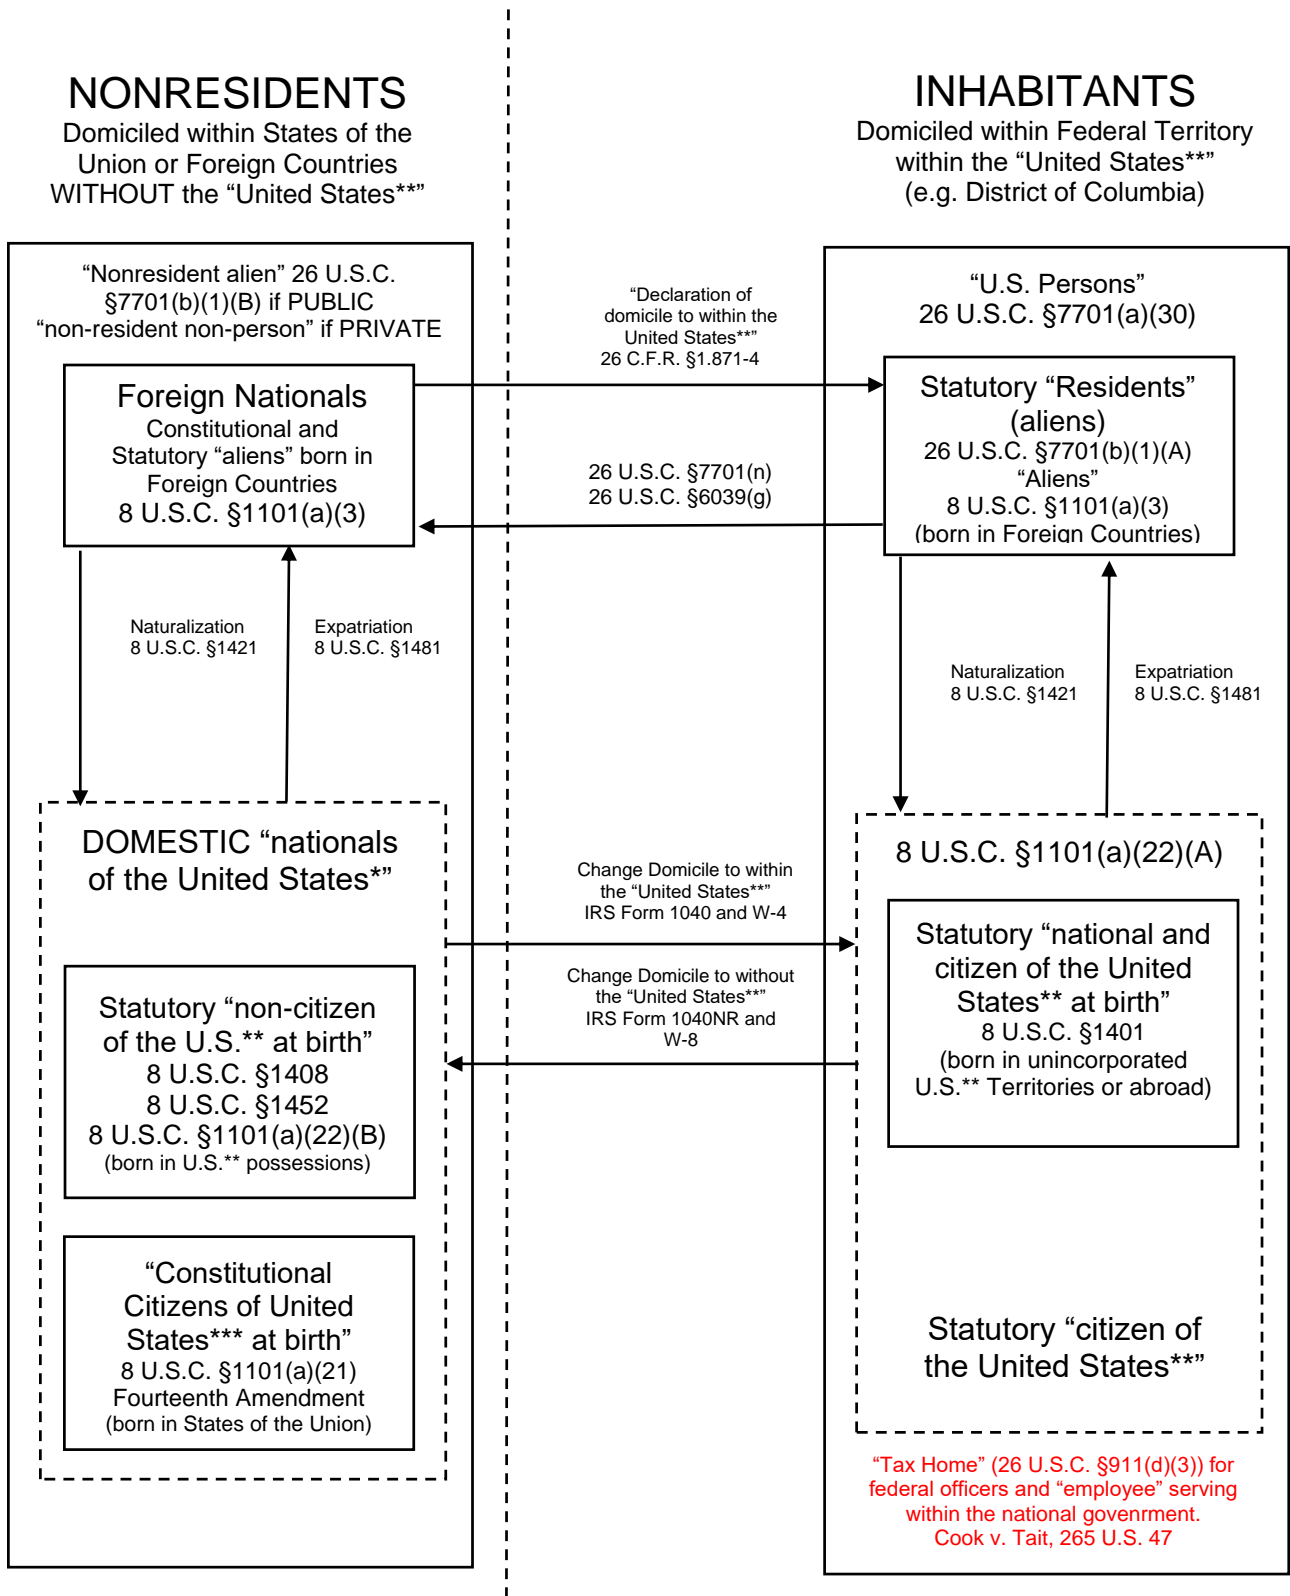 NONRESIDENTS
Domiciled within States of the
Union or Foreign Countries
WITHOUT the “United States**”
INHABITANTS
Domiciled within Federal Territory
within the “United States**”
(e.g. District of Columbia)
“Nonresident alien” 26 U.S.C.
§7701(b)(1)(B) if PUBLIC
“non-resident non-person” if PRIVATE
Foreign Nationals
Constitutional and
Statutory “aliens” born in
Foreign Countries
8 U.S.C. §1101(a)(3)
“Declaration of
domicile to within the
United States**”
26 C.F.R. §1.871-4
26 U.S.C. §7701(n)
26 U.S.C. §6039(g)
“U.S. Persons”
26 U.S.C. §7701(a)(30)
Statutory “Residents”
(aliens)
26 U.S.C. §7701(b)(1)(A)
“Aliens”
8 U.S.C. §1101(a)(3)
(born in Foreign Countries)
Naturalization
8 U.S.C. §1421
Expatriation
8 U.S.C. §1481
Naturalization
8 U.S.C. §1421
Expatriation
8 U.S.C. §1481
DOMESTIC “nationals
of the United States*”
Statutory “non-citizen
of the U.S.** at birth”
8 U.S.C. §1408
8 U.S.C. §1452
8 U.S.C. §1101(a)(22)(B)
(born in U.S.** possessions)
“Constitutional
Citizens of United
States*** at birth”
8 U.S.C. §1101(a)(21)
Fourteenth Amendment
(born in States of the Union)
Change Domicile to within
the “United States**”
IRS Form 1040 and W-4
Change Domicile to without
the “United States**”
IRS Form 1040NR and
W-8
8 U.S.C. §1101(a)(22)(A)
Statutory “national and
citizen of the United
States** at birth”
8 U.S.C. §1401
(born in unincorporated
U.S.** Territories or abroad)
Statutory “citizen of
the United States**”
“Tax Home” (26 U.S.C. §911(d)(3)) for
federal officers and “employee” serving
within the national govenrment.
Cook v. Tait, 265 U.S. 47